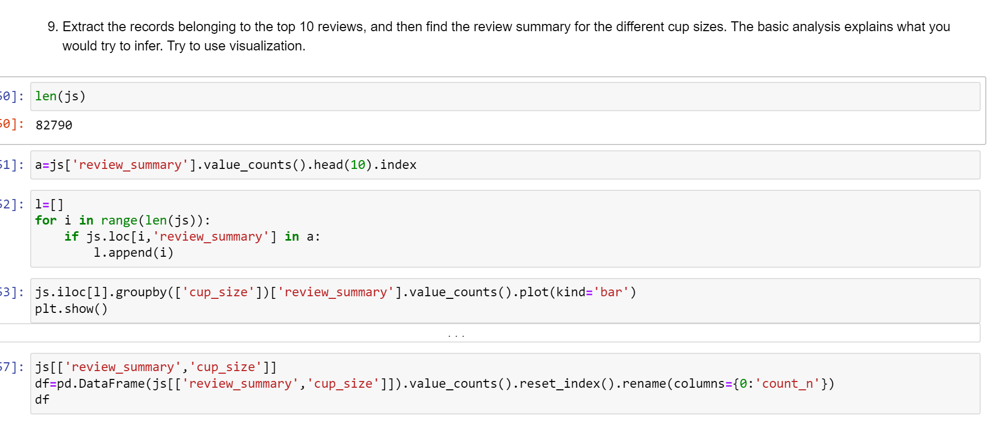 9. Extract the records belonging to the top 10 reviews, and then find the review summary for the different cup sizes. The basic analysis explains what you
would try to infer. Try to use visualization.
50]: len(js)
50]: 82790
51]: a=js['review_summary'].value_counts().head(10).index
52]: l=[]
for i in range(len(js)):
    if js.loc[i,'review_summary'] in a:
        l.append(i)
53]: js.iloc[l].groupby(['cup_size'])['review_summary'].value_counts().plot(kind='bar')
plt.show()
...
57]: js[['review_summary','cup_size']]
df=pd.DataFrame(js[['review_summary','cup_size']]).value_counts().reset_index().rename(columns={0:'count_n'})
df